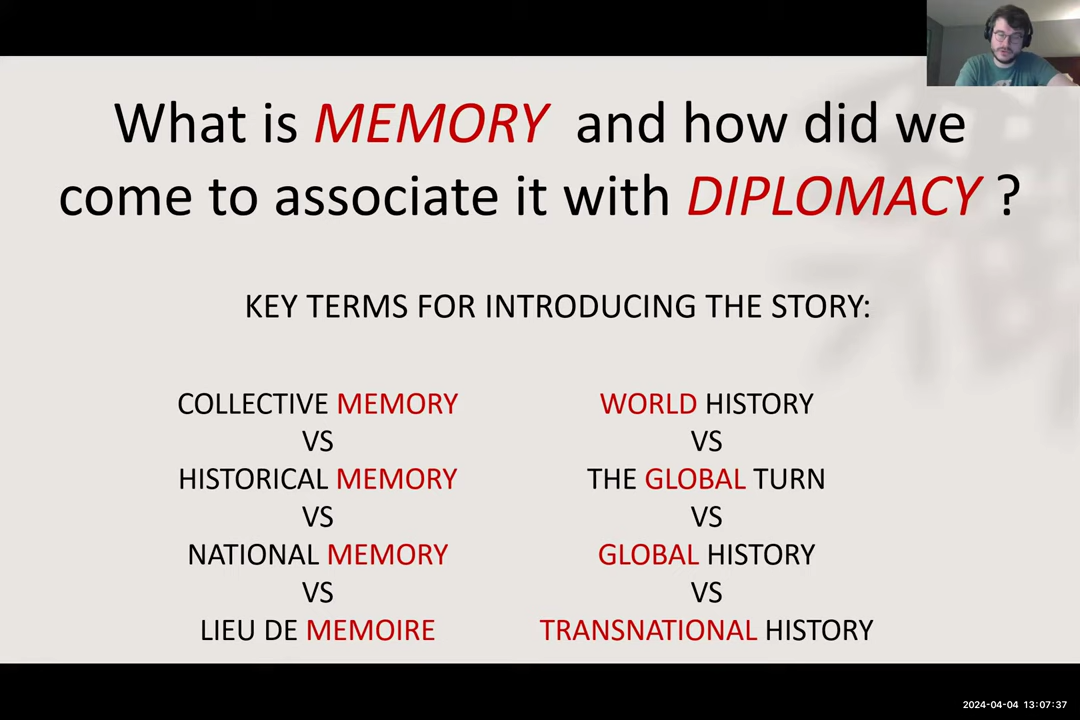 What is MEMORY and how did we
come to associate it with DIPLOMACY ?
KEY TERMS FOR INTRODUCING THE STORY:
COLLECTIVE MEMORY
VS
HISTORICAL MEMORY
VS
NATIONAL MEMORY
VS
LIEU DE MEMOIRE
WORLD HISTORY
VS
THE GLOBAL TURN
VS
GLOBAL HISTORY
VS
TRANSNATIONAL HISTORY
2024-04-04 13:07:37